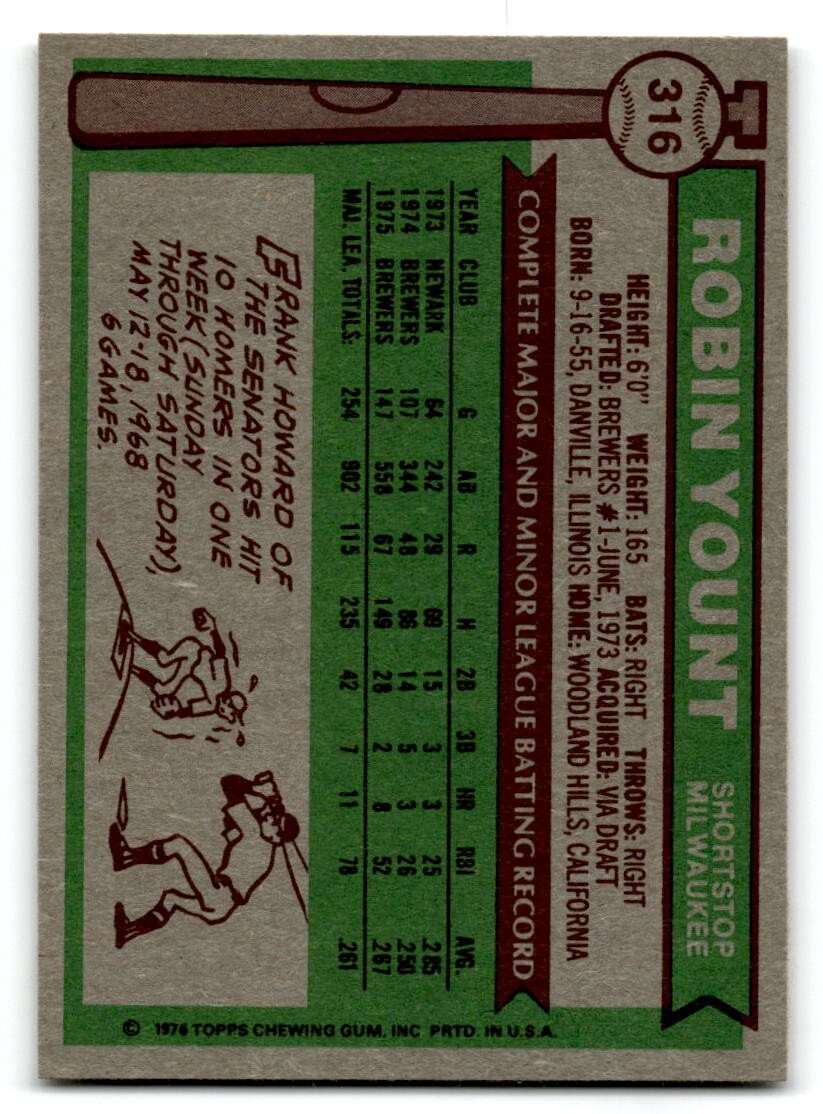 316
ROBIN YOUNT
SHORTSTOP
MILWAUKEE
HEIGHT: 6'0" WEIGHT: 165 BATS: RIGHT THROWS: RIGHT
DRAFTED: BREWERS #1-JUNE, 1973 ACQUIRED: VIA DRAFT
BORN: 9-16-55, DANVILLE, ILLINOIS HOME: WOODLAND HILLS, CALIFORNIA
COMPLETE MAJOR AND MINOR LEAGUE BATTING RECORD
YEAR CLUB G AB R H 2B 3B HR RBI AVG.
1973 NEWARK 64 242 29 69 15 3 3 25 .285
1974 BREWERS 107 344 48 86 14 5 3 26 .250
1975 BREWERS 147 558 67 149 28 2 8 52 .267
MAJ. LEA. TOTALS: 254 902 115 235 42 7 11 78 .261
FRANK HOWARD OF
THE SENATORS HIT
10 HOMERS IN ONE
WEEK (SUNDAY
THROUGH SATURDAY),
MAY 12-18, 1968
6 GAMES.
© 1976 TOPPS CHEWING GUM, INC PRTD. IN U.S.A.